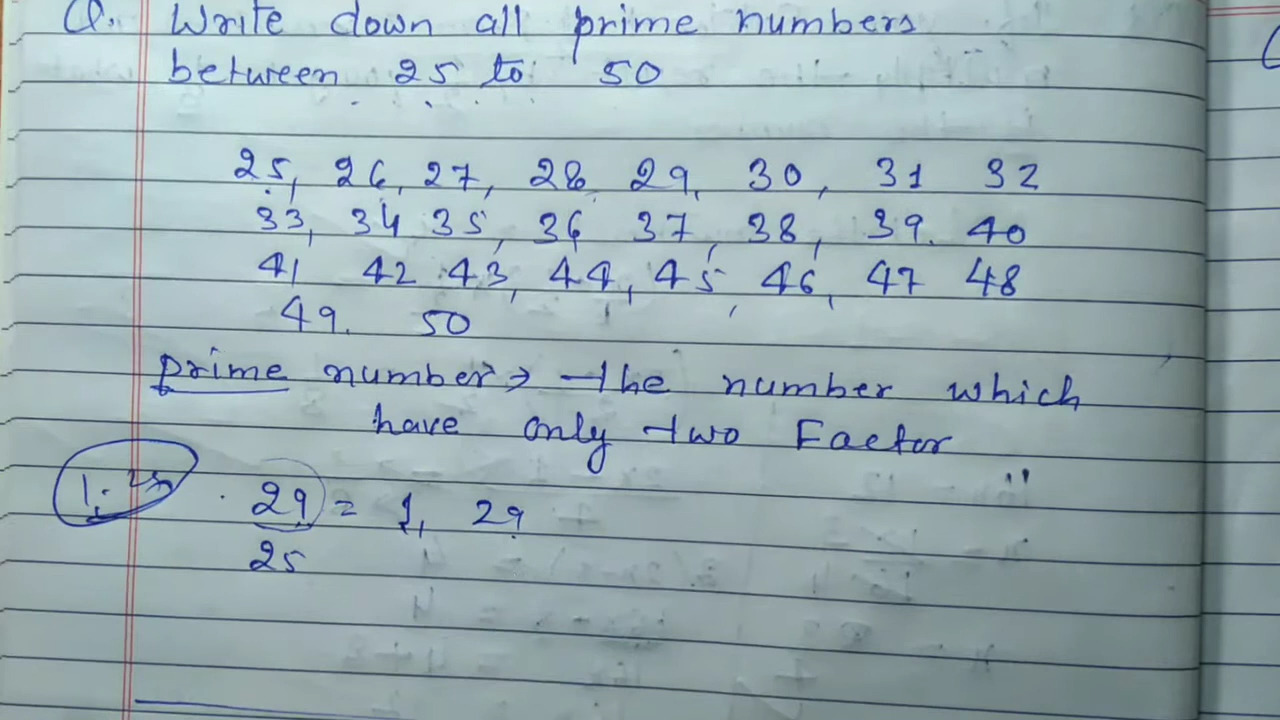 Q. Write down all prime numbers
between 25 to 50
25, 26, 27, 28 29, 30, 31 32
33, 34 35, 36 37, 38, 39. 40
41 42 43, 44, 45 46, 47 48
49. 50
prime number → the number which
have only two Factor
"
1, 25 29 = 1, 29
25